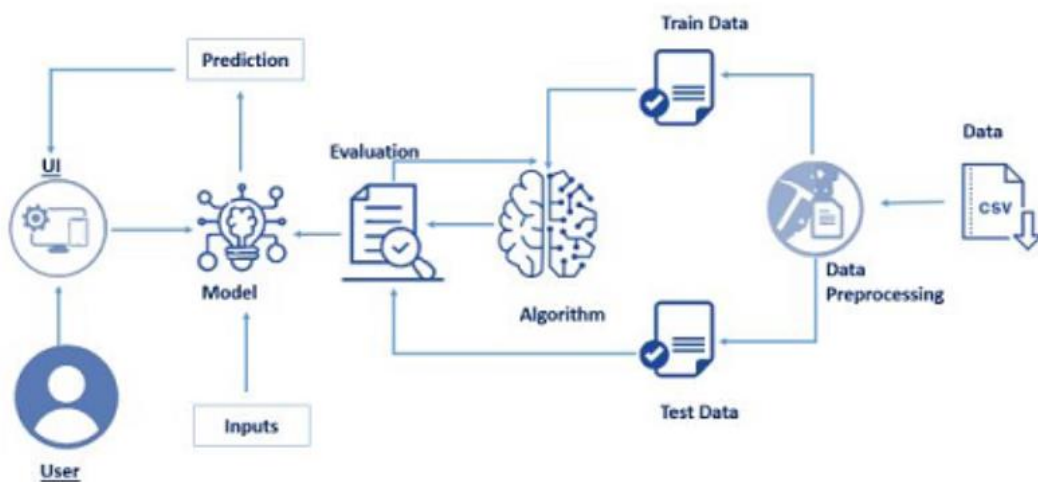 Train Data
Prediction
Data
Evaluation
UI
CSV
Model
Data
Preprocessing
Algorithm
Test Data
Inputs
User